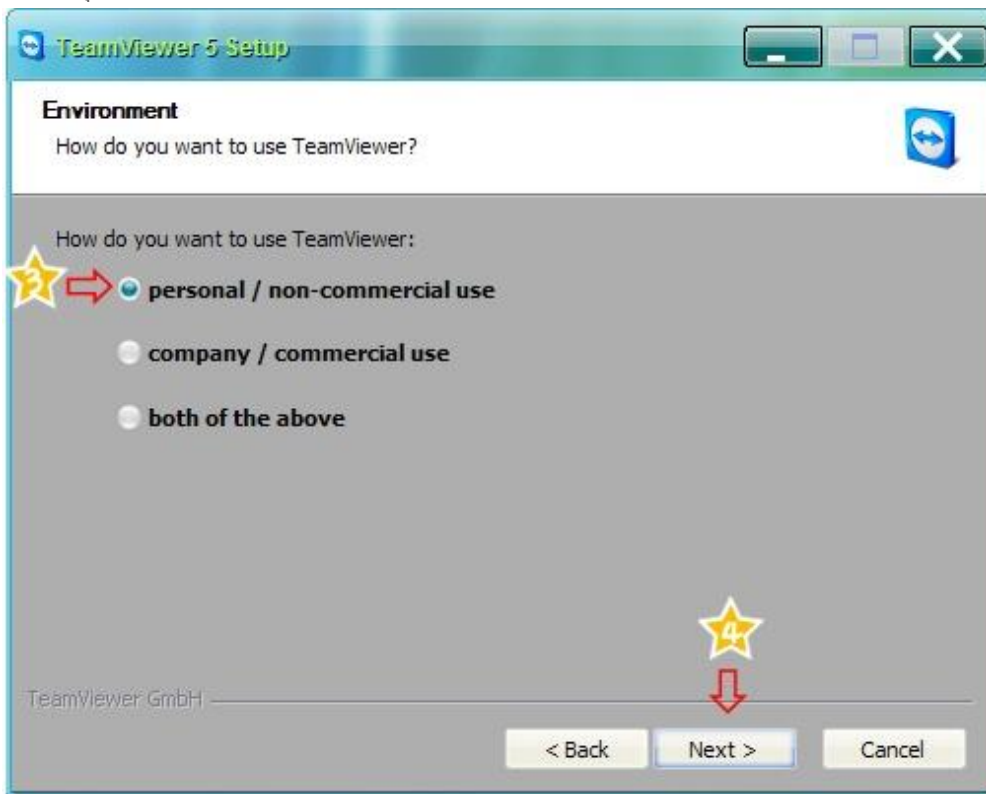 TeamViewer 5 Setup
Environment
How do you want to use TeamViewer?
How do you want to use TeamViewer:
3
personal / non-commercial use
company / commercial use
both of the above
4
TeamViewer GmbH
< Back Next > Cancel